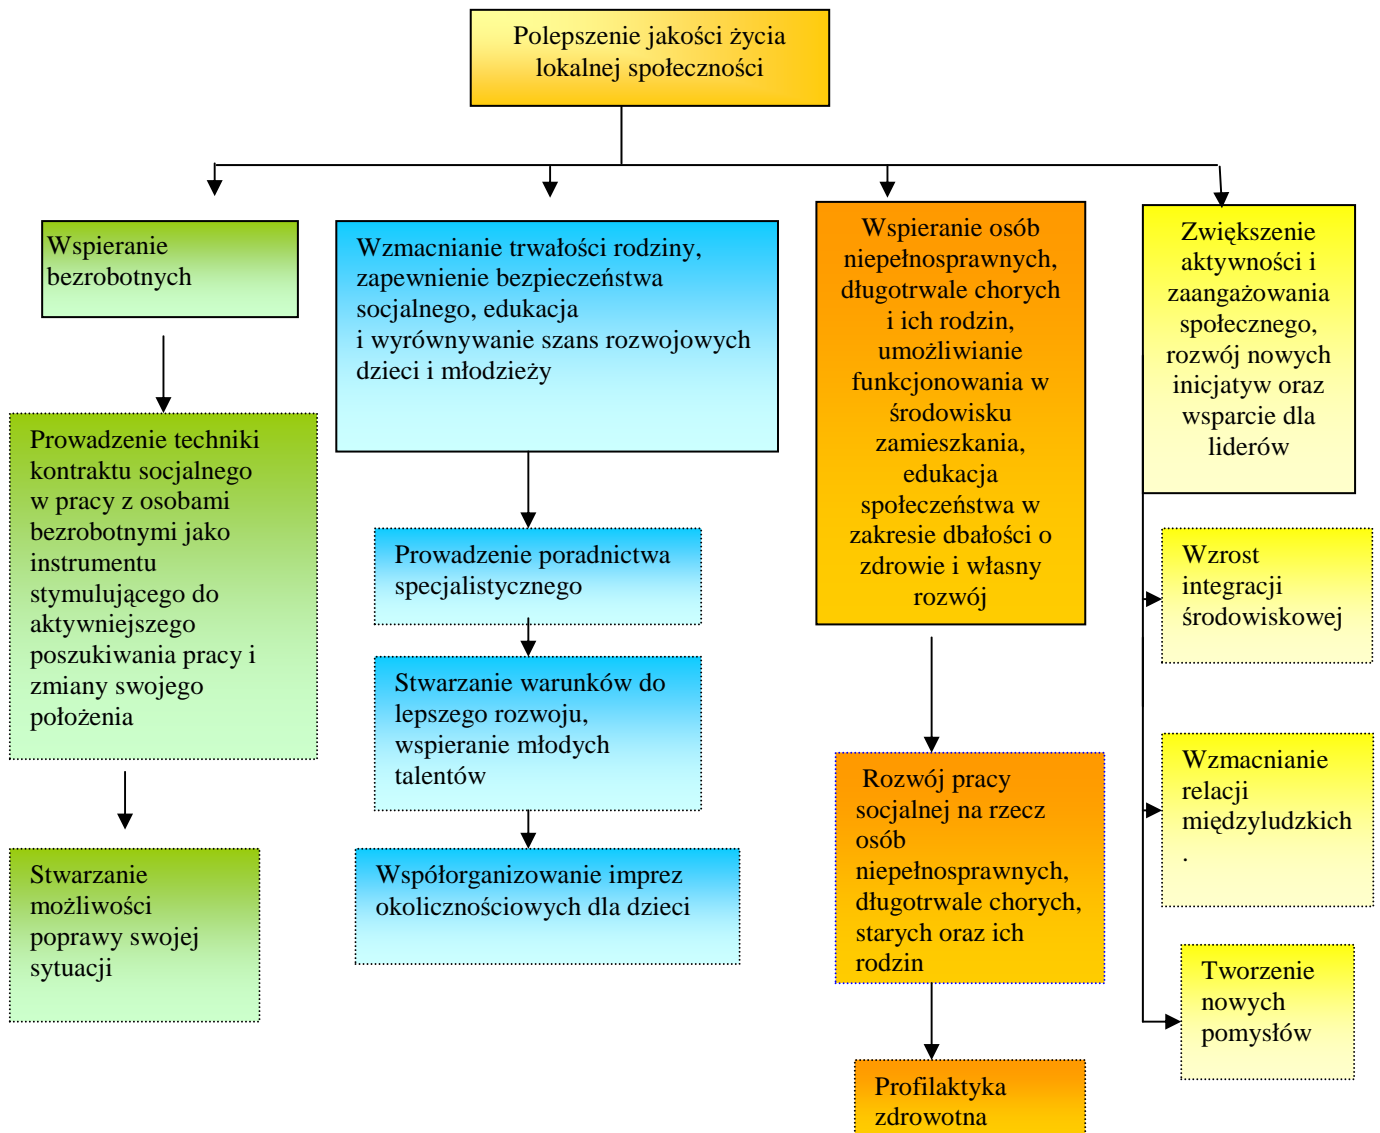 Polepszenie jakości życia
lokalnej społeczności
Wspieranie
bezrobotnych
Prowadzenie techniki
kontraktu socjalnego
w pracy z osobami
bezrobotnymi jako
instrumentu
stymulującego do
aktywniejszego
poszukiwania pracy i
zmiany swojego
położenia
Stwarzanie
możliwości
poprawy swojej
sytuacji
Wzmacnianie trwałości rodziny,
zapewnienie bezpieczeństwa
socjalnego, edukacja
i wyrównywanie szans rozwojowych
dzieci i młodzieży
Prowadzenie poradnictwa
specjalistycznego
Stwarzanie warunków do
lepszego rozwoju,
wspieranie młodych
talentów
Współorganizowanie imprez
okolicznościowych dla dzieci
Wspieranie osób
niepełnosprawnych,
długotrwale chorych
i ich rodzin,
umożliwianie
funkcjonowania w
środowisku
zamieszkania,
edukacja
społeczeństwa w
zakresie dbałości o
zdrowie i własny
rozwój
Rozwój pracy
socjalnej na rzecz
osób
niepełnosprawnych,
długotrwale chorych,
starych oraz ich
rodzin
Profilaktyka
zdrowotna
Zwiększenie
aktywności i
zaangażowania
społecznego,
rozwój nowych
inicjatyw oraz
wsparcie dla
liderów
Wzrost
integracji
środowiskowej
Wzmacnianie
relacji
międzyludzkich
.
Tworzenie
nowych
pomysłów